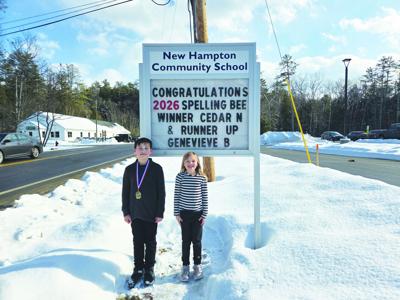 New Hampton
Community School
CONGRATULATIONS
2026 SPELLING BEE
WINNER CEDAR N
& RUNNER UP
GENEVIEVE B